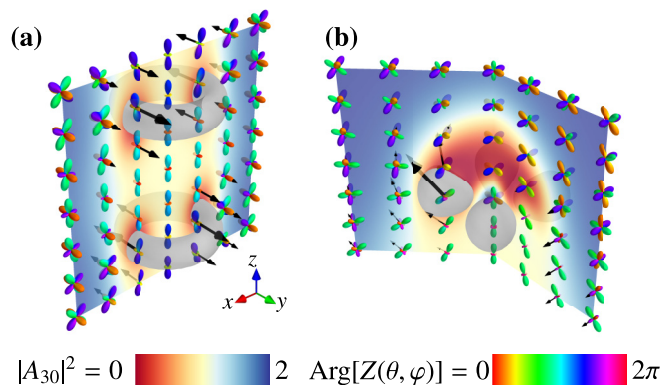 (a) (b)
z
x y
|A₃₀|² = 0 2 Arg[Z(θ, φ)] = 0 2π